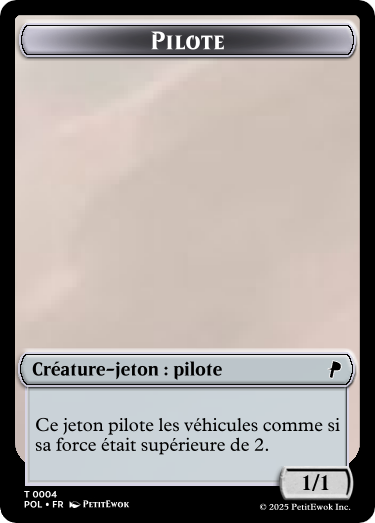 Pilote
Créature-jeton : pilote
Ce jeton pilote les véhicules comme si
sa force était supérieure de 2.
1/1
T 0004
POL • FR PetitEwok
© 2025 PetitEwok Inc.